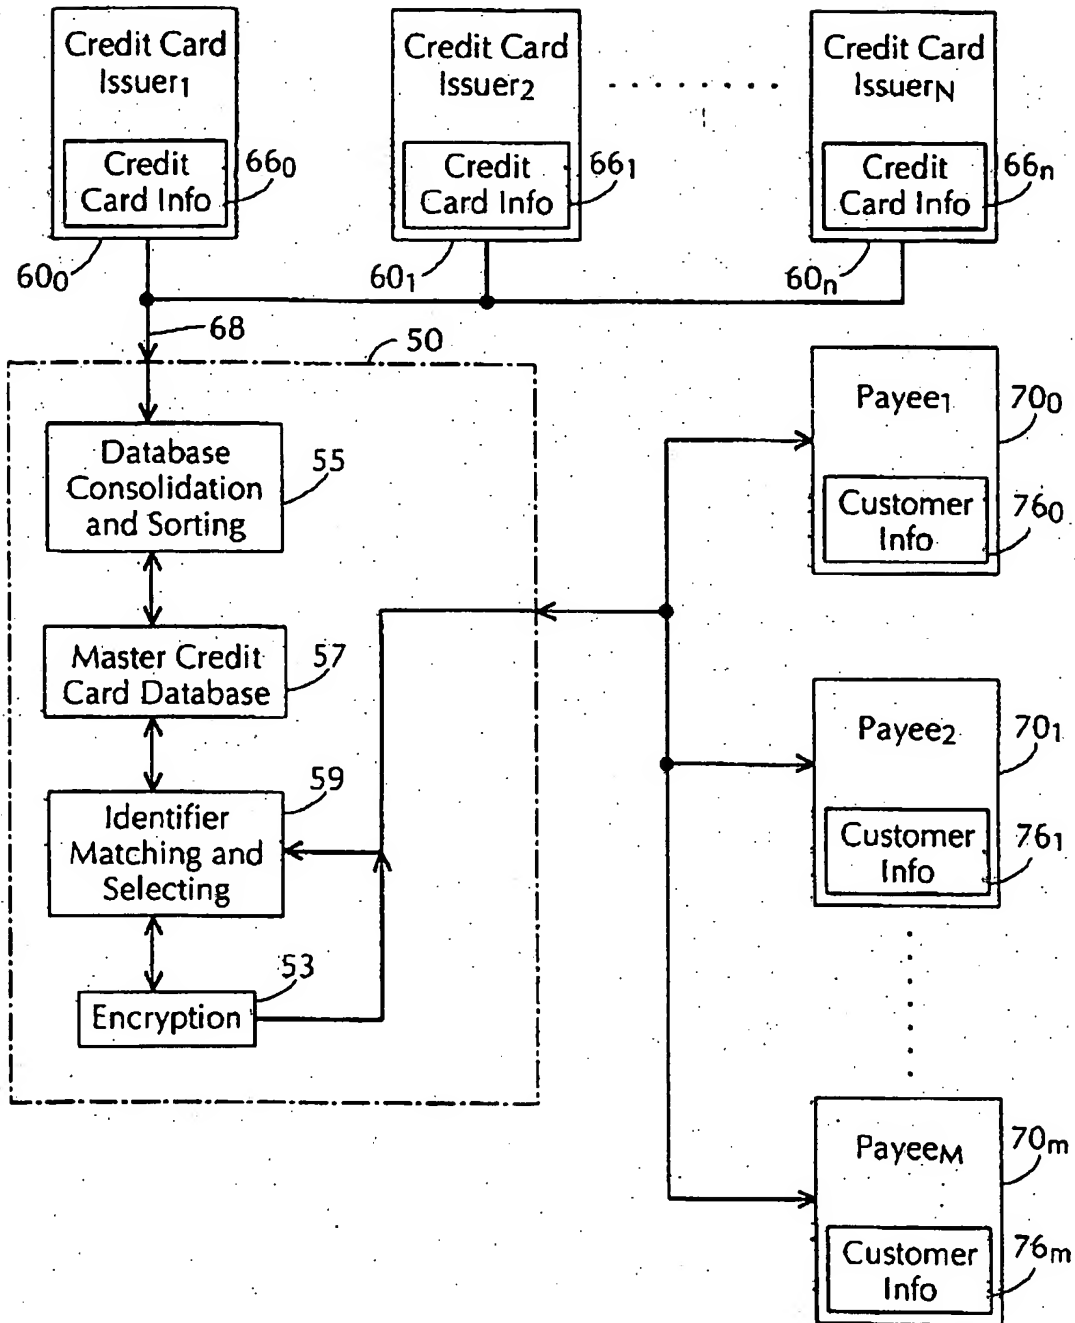 Credit Card
Issuer₁
Credit
Card Info
66₀
60₀
Credit Card
Issuer₂
Credit
Card Info
66₁
60₁
Credit Card
Issuer_N
Credit
Card Info
66ₙ
60ₙ
68
50
Database
Consolidation
and Sorting
55
Master Credit
Card Database
57
Identifier
Matching and
Selecting
59
Encryption
53
Payee₁
70₀
Customer
Info
76₀
Payee₂
70₁
Customer
Info
76₁
Payee_M
70ₘ
Customer
Info
76ₘ